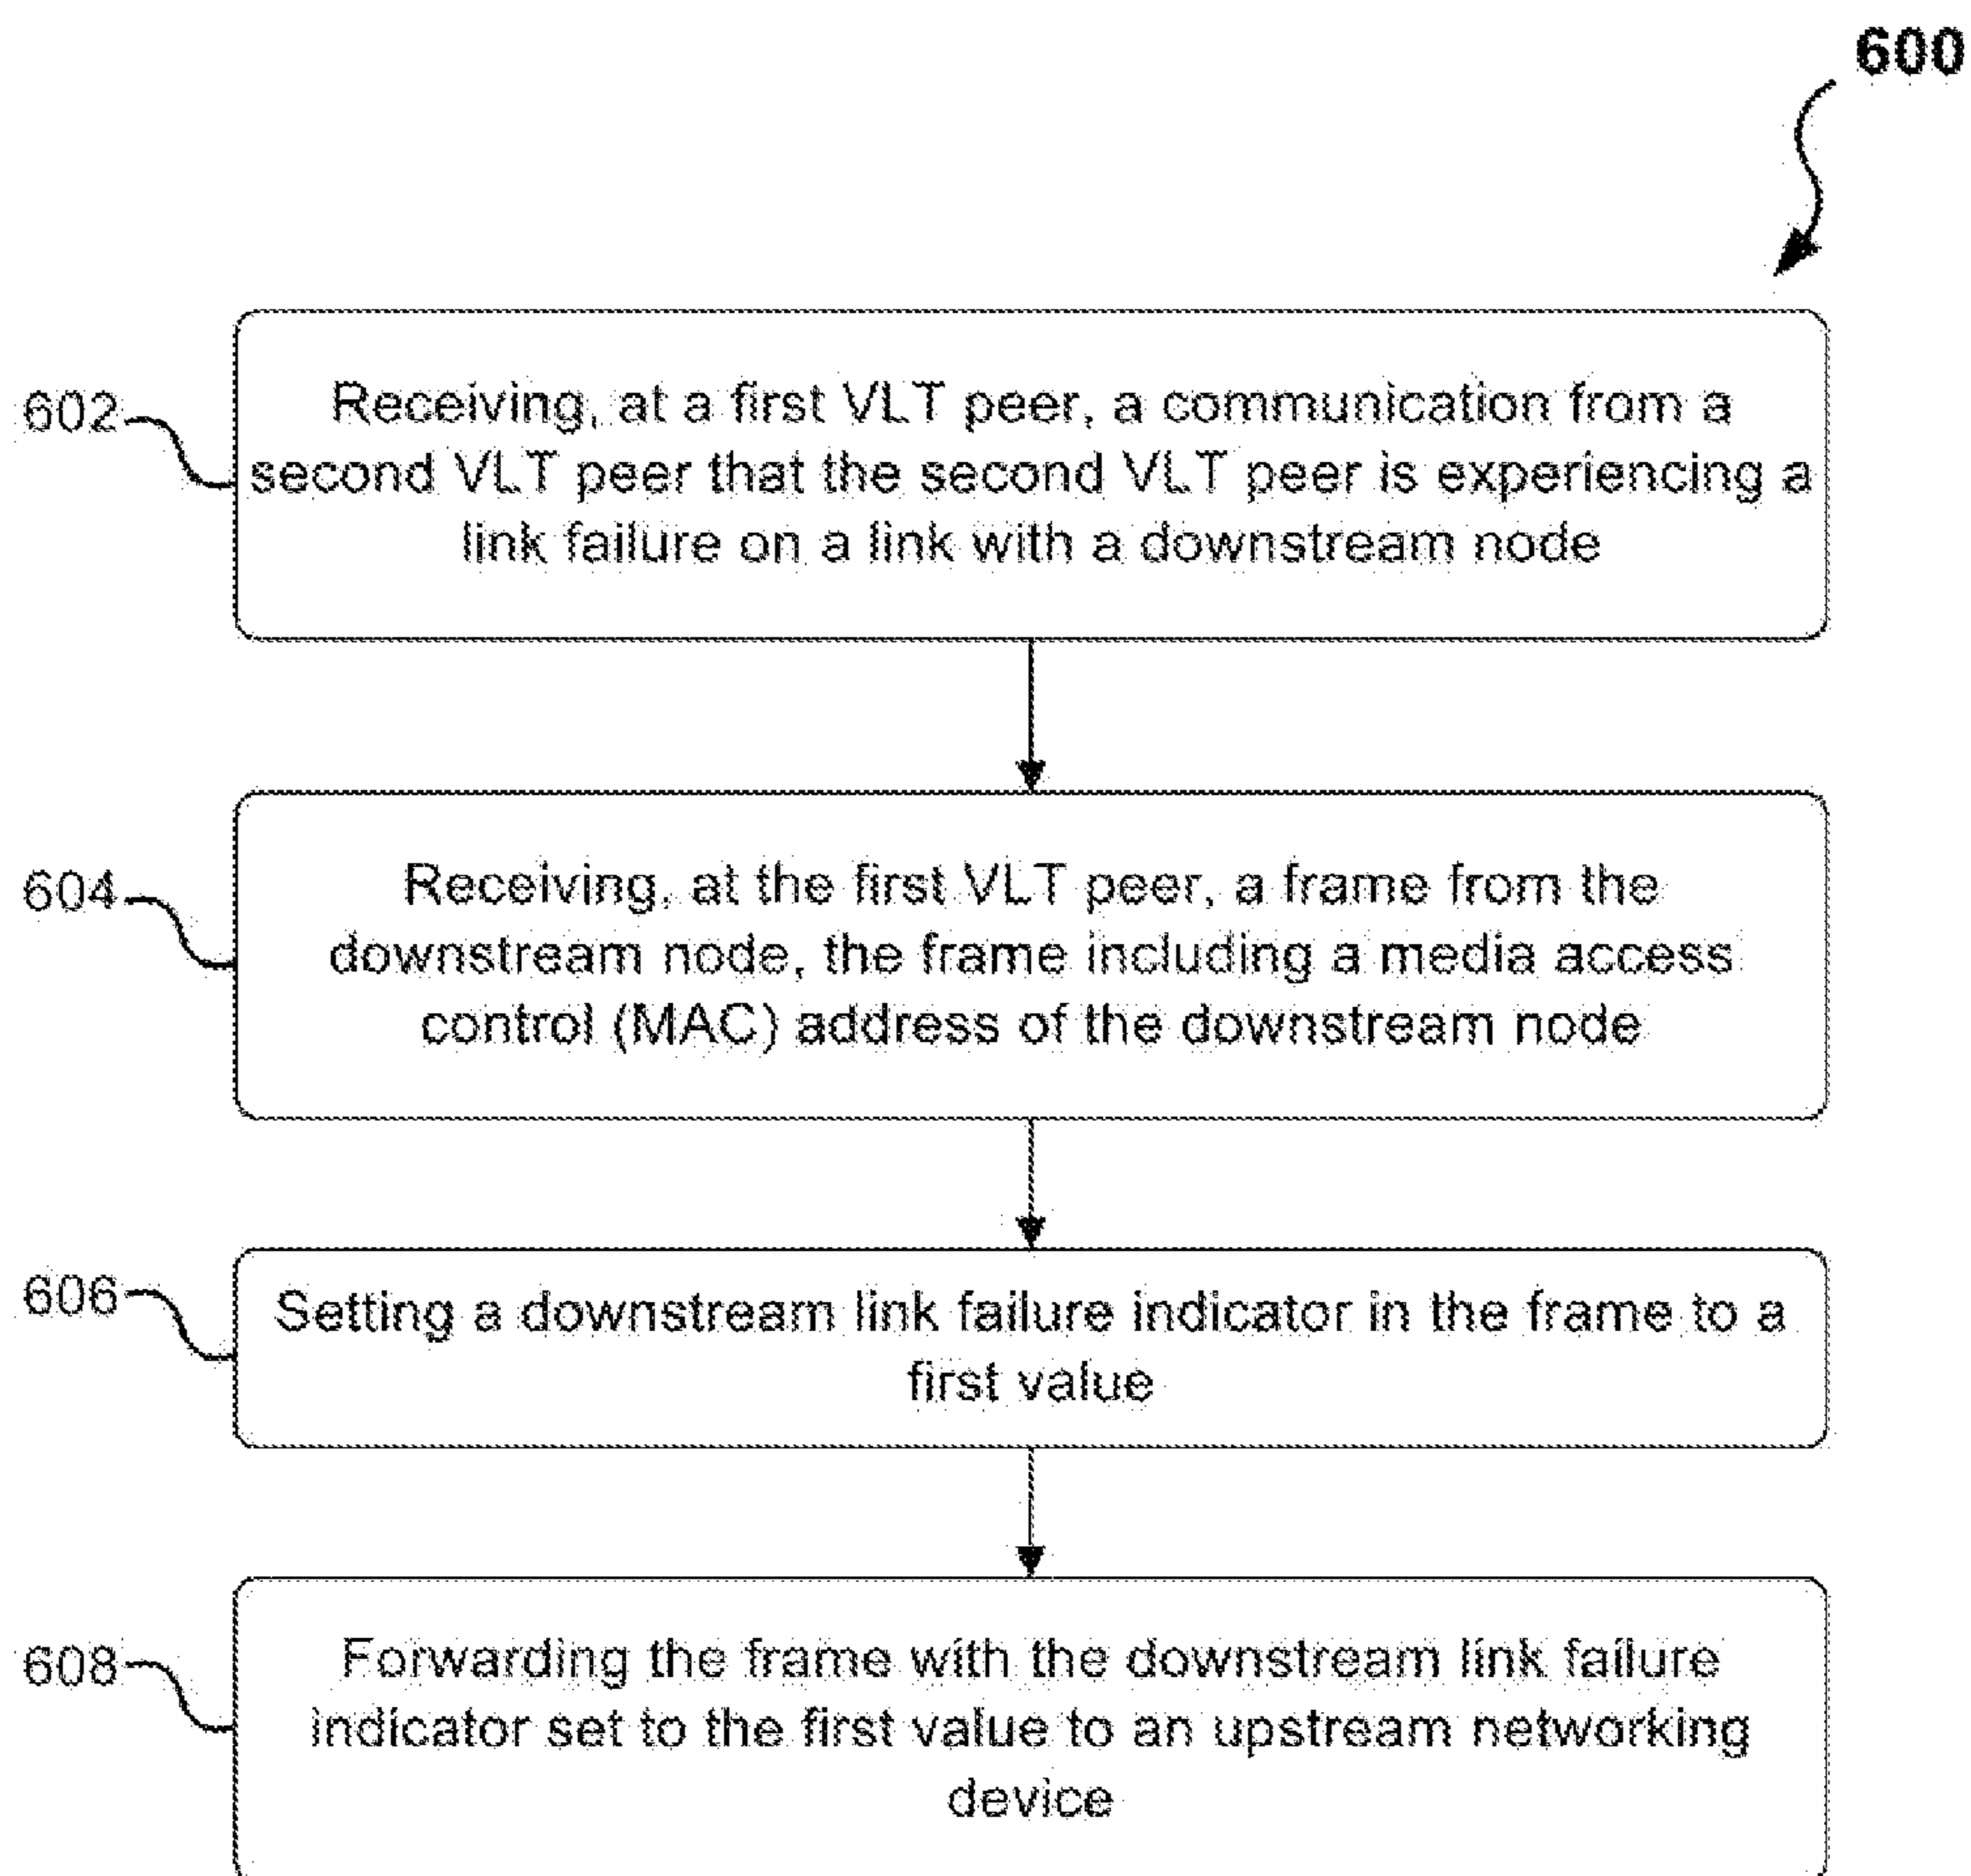 600
602
Receiving, at a first VLT peer, a communication from a
second VLT peer that the second VLT peer is experiencing a
link failure on a link with a downstream node
604
Receiving, at the first VLT peer, a frame from the
downstream node, the frame including a media access
control (MAC) address of the downstream node
606
Setting a downstream link failure indicator in the frame to a
first value
608
Forwarding the frame with the downstream link failure
indicator set to the first value to an upstream networking
device